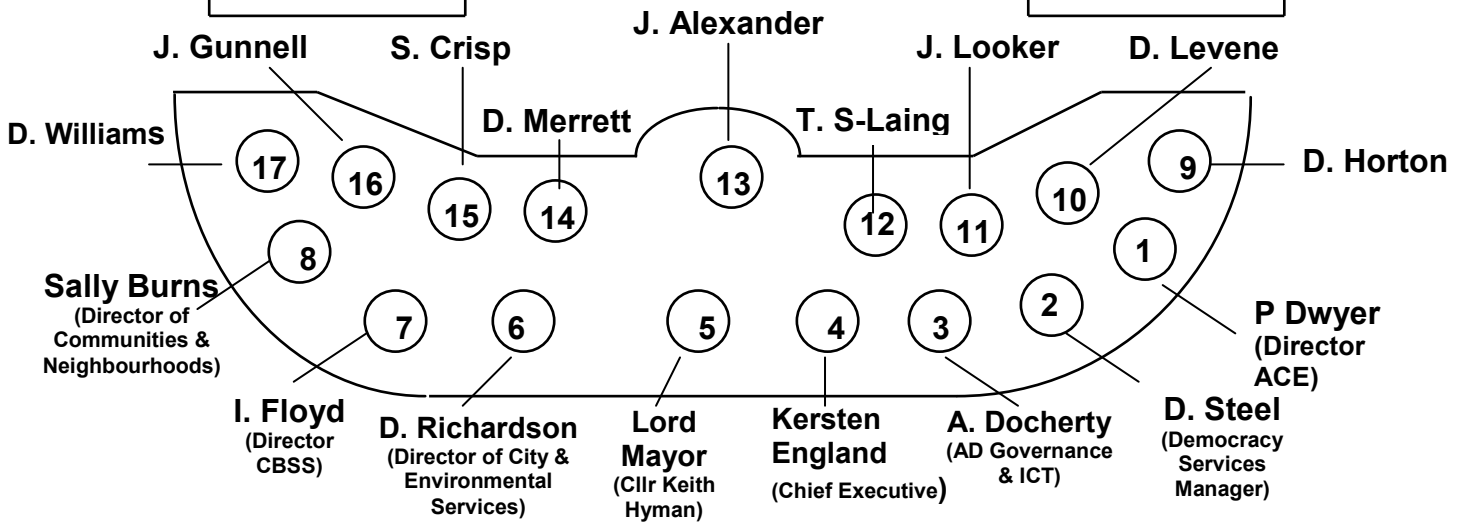 J. Alexander
J. Gunnell
S. Crisp
J. Looker
D. Levene
D. Williams
D. Merrett
T. S-Laing
D. Horton
17
16
15
14
13
12
11
10
9
8
7
6
5
4
3
2
1
Sally Burns
(Director of
Communities &
Neighbourhoods)
I. Floyd
(Director
CBSS)
D. Richardson
(Director of City &
Environmental
Services)
Lord
Mayor
(Cllr Keith
Hyman)
Kersten
England
(Chief Executive)
A. Docherty
(AD Governance
& ICT)
D. Steel
(Democracy
Services
Manager)
P Dwyer
(Director
ACE)